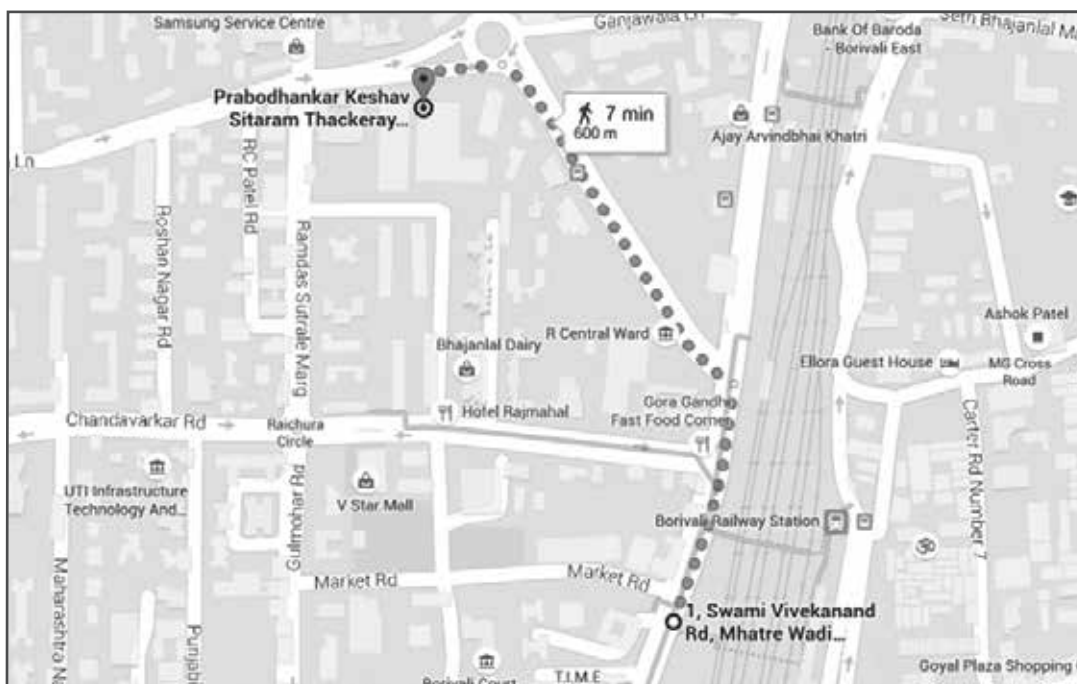 Samsung Service Centre
Ganjawala Ln
Bank Of Baroda
- Borivali East
Seth Bhajanlal Ma
Prabodhankar Keshav
Sitaram Thackeray...
7 min
600 m
Ajay Arvindbhai Khatri
Ln
RC Patel Rd
Roshan Nagar Rd
Ramdas Sutrale Marg
R Central Ward
Bhajanlal Dairy
Ashok Patel
Ellora Guest House
MG Cross
Road
Gora Gandhi
Fast Food Corner
Hotel Rajmahal
Chandavarkar Rd
Raichura
Circle
Carter Rd Number 7
UTI Infrastructure
Technology And...
V Star Mall
Gulmohar Rd
Borivali Railway Station
Market Rd
Market Rd
1, Swami Vivekanand
Rd, Mhatre Wadi...
Maharashtra Na
Punjabi
T.I.M.E
Borivali Court
Goyal Plaza Shopping